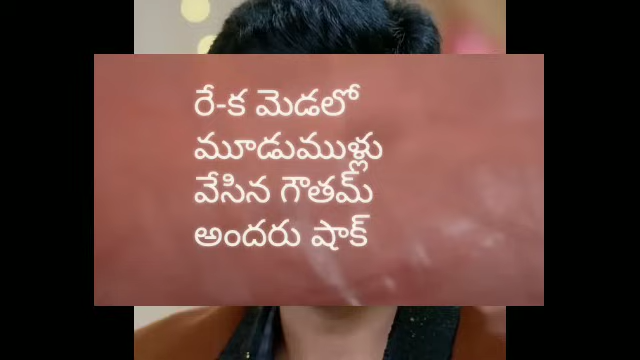 రే-క మెడలో
మూడుముళ్లు
వేసిన గౌతమ్
అందరు షాక్